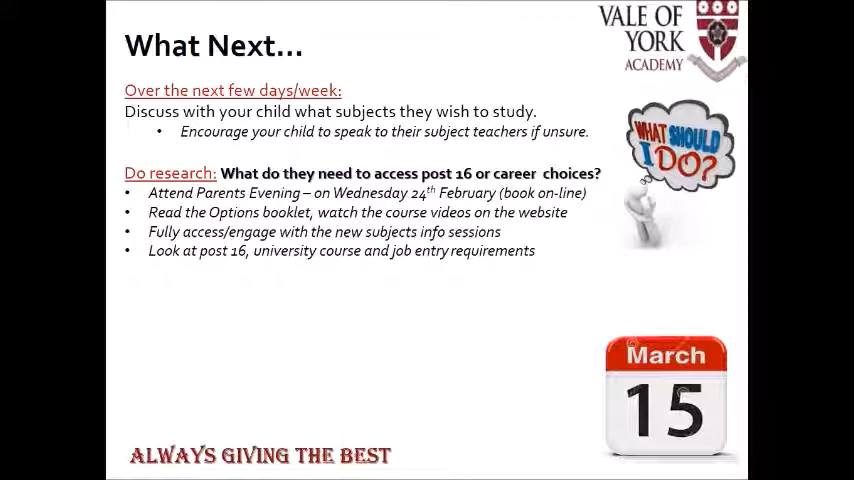 What Next...
VALE OF
YORK
ACADEMY
Over the next few days/week:
Discuss with your child what subjects they wish to study.
• Encourage your child to speak to their subject teachers if unsure.
WHAT SHOULD
I DO?
Do research: What do they need to access post 16 or career choices?
• Attend Parents Evening – on Wednesday 24th February (book on-line)
• Read the Options booklet, watch the course videos on the website
• Fully access/engage with the new subjects info sessions
• Look at post 16, university course and job entry requirements
March
15
ALWAYS GIVING THE BEST